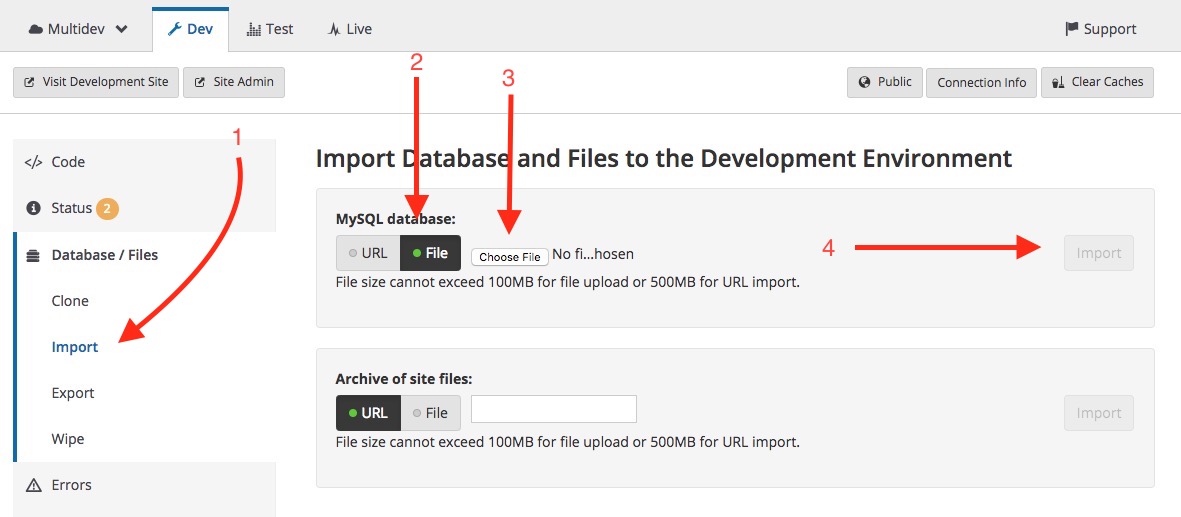 Multidev Dev Test Live Support
2
3
Visit Development Site Site Admin Public Connection Info Clear Caches
1
Code
Status 2
Database / Files
Clone
Import
Export
Wipe
Errors
Import Database and Files to the Development Environment
MySQL database:
URL File Choose File No fi...hosen
4
Import
File size cannot exceed 100MB for file upload or 500MB for URL import.
Archive of site files:
URL File
Import
File size cannot exceed 100MB for file upload or 500MB for URL import.